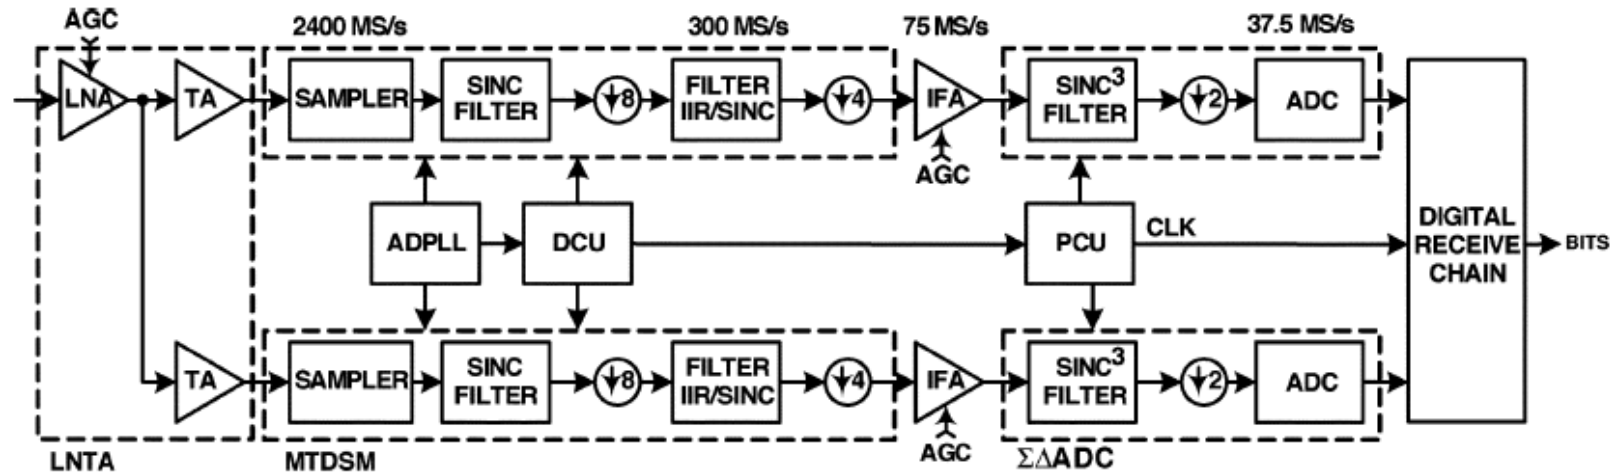 AGC
2400 MS/s 300 MS/s 75 MS/s 37.5 MS/s
LNA TA SAMPLER SINC FILTER ↓8 FILTER IIR/SINC ↓4 IFA SINC³ FILTER ↓2 ADC
AGC
ADPLL DCU PCU CLK DIGITAL RECEIVE CHAIN BITS
TA SAMPLER SINC FILTER ↓8 FILTER IIR/SINC ↓4 IFA SINC³ FILTER ↓2 ADC
AGC
LNTA MTDSM ΣΔADC